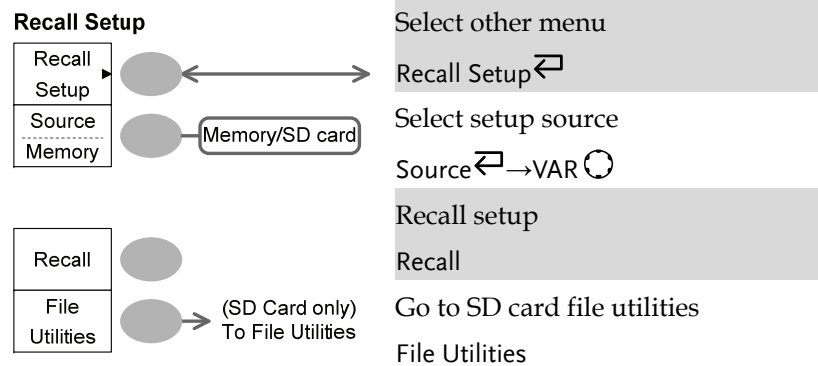 Recall Setup
Recall
Setup
Source
Memory
Memory/SD card
Recall
File
Utilities
(SD Card only)
To File Utilities
Select other menu
Recall Setup
Select setup source
Source→VAR
Recall setup
Recall
Go to SD card file utilities
File Utilities